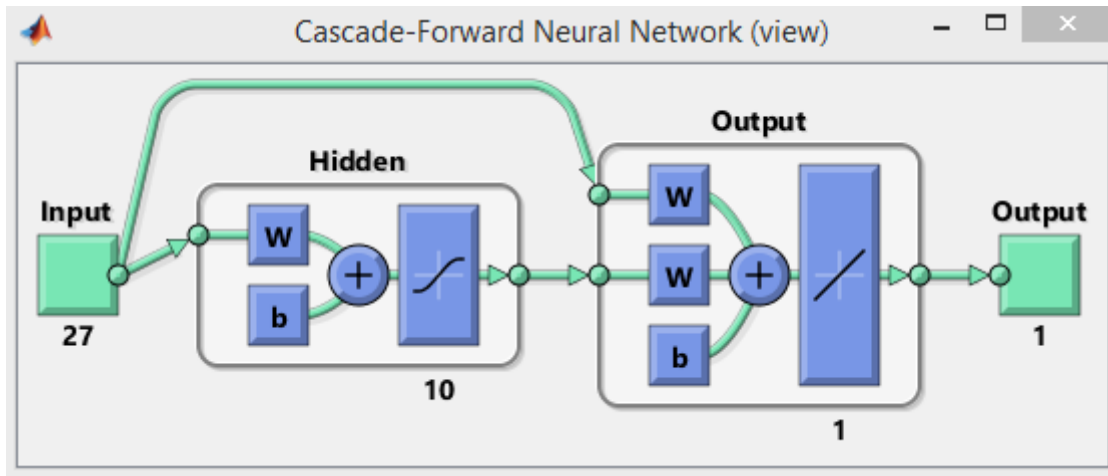 Cascade-Forward Neural Network (view)
Input
27
Hidden
W
b
10
Output
W
W
b
1
Output
1